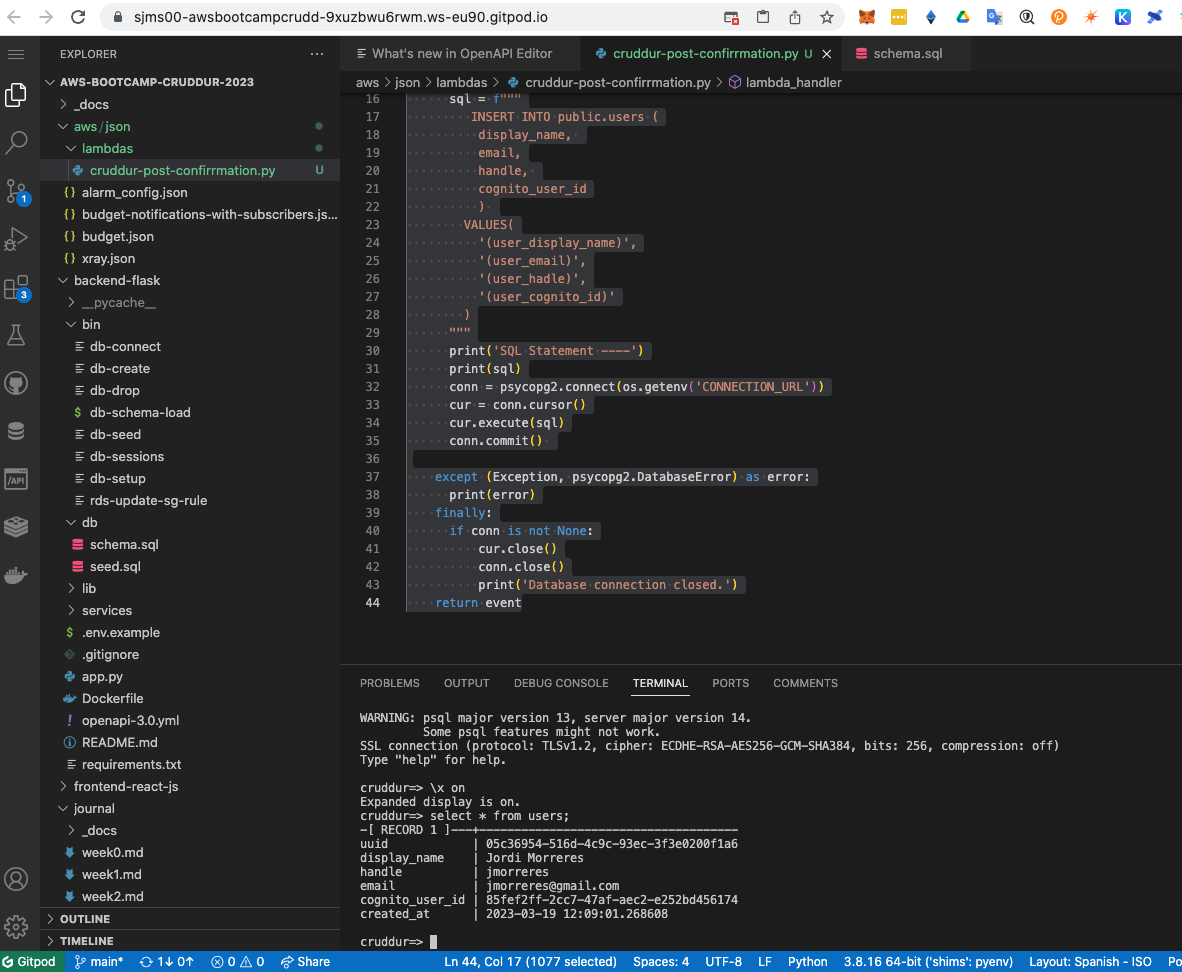 sjms00-awsbootcampcrudd-9xuzbwu6rwm.ws-eu90.gitpod.io
EXPLORER
AWS-BOOTCAMP-CRUDDUR-2023
_docs
aws/json
lambdas
cruddur-post-confirrmation.py U
alarm_config.json
budget-notifications-with-subscribers.js...
budget.json
xray.json
backend-flask
__pycache__
bin
db-connect
db-create
db-drop
$ db-schema-load
db-seed
db-sessions
db-setup
rds-update-sg-rule
db
schema.sql
seed.sql
lib
services
$ .env.example
.gitignore
app.py
Dockerfile
! openapi-3.0.yml
README.md
requirements.txt
frontend-react-js
journal
_docs
week0.md
week1.md
week2.md
OUTLINE
TIMELINE
1
3
/API
What's new in OpenAPI Editor
cruddur-post-confirrmation.py U
schema.sql
aws > json > lambdas > cruddur-post-confirrmation.py > lambda_handler
16 sql = f"""
17 INSERT INTO public.users (
18 display_name,
19 email,
20 handle,
21 cognito_user_id
22 )
23 VALUES(
24 '(user_display_name)',
25 '(user_email)',
26 '(user_hadle)',
27 '(user_cognito_id)'
28 )
29 """
30 print('SQL Statement ----')
31 print(sql)
32 conn = psycopg2.connect(os.getenv('CONNECTION_URL'))
33 cur = conn.cursor()
34 cur.execute(sql)
35 conn.commit()
36
37 except (Exception, psycopg2.DatabaseError) as error:
38 print(error)
39 finally:
40 if conn is not None:
41 cur.close()
42 conn.close()
43 print('Database connection closed.')
44 return event
PROBLEMS OUTPUT DEBUG CONSOLE TERMINAL PORTS COMMENTS
WARNING: psql major version 13, server major version 14.
Some psql features might not work.
SSL connection (protocol: TLSv1.2, cipher: ECDHE-RSA-AES256-GCM-SHA384, bits: 256, compression: off)
Type "help" for help.
cruddur=> \x on
Expanded display is on.
cruddur=> select * from users;
-[ RECORD 1 ]---+-------------------------------------
uuid | 05c36954-516d-4c9c-93ec-3f3e0200f1a6
display_name | Jordi Morreres
handle | jmorreres
email | jmorreres@gmail.com
cognito_user_id | 85fef2ff-2cc7-47af-aec2-e252bd456174
created_at | 2023-03-19 12:09:01.268608
cruddur=>
Gitpod main* 1↓ 0↑ 0 0 Share Ln 44, Col 17 (1077 selected) Spaces: 4 UTF-8 LF Python 3.8.16 64-bit ('shims': pyenv) Layout: Spanish - ISO Po